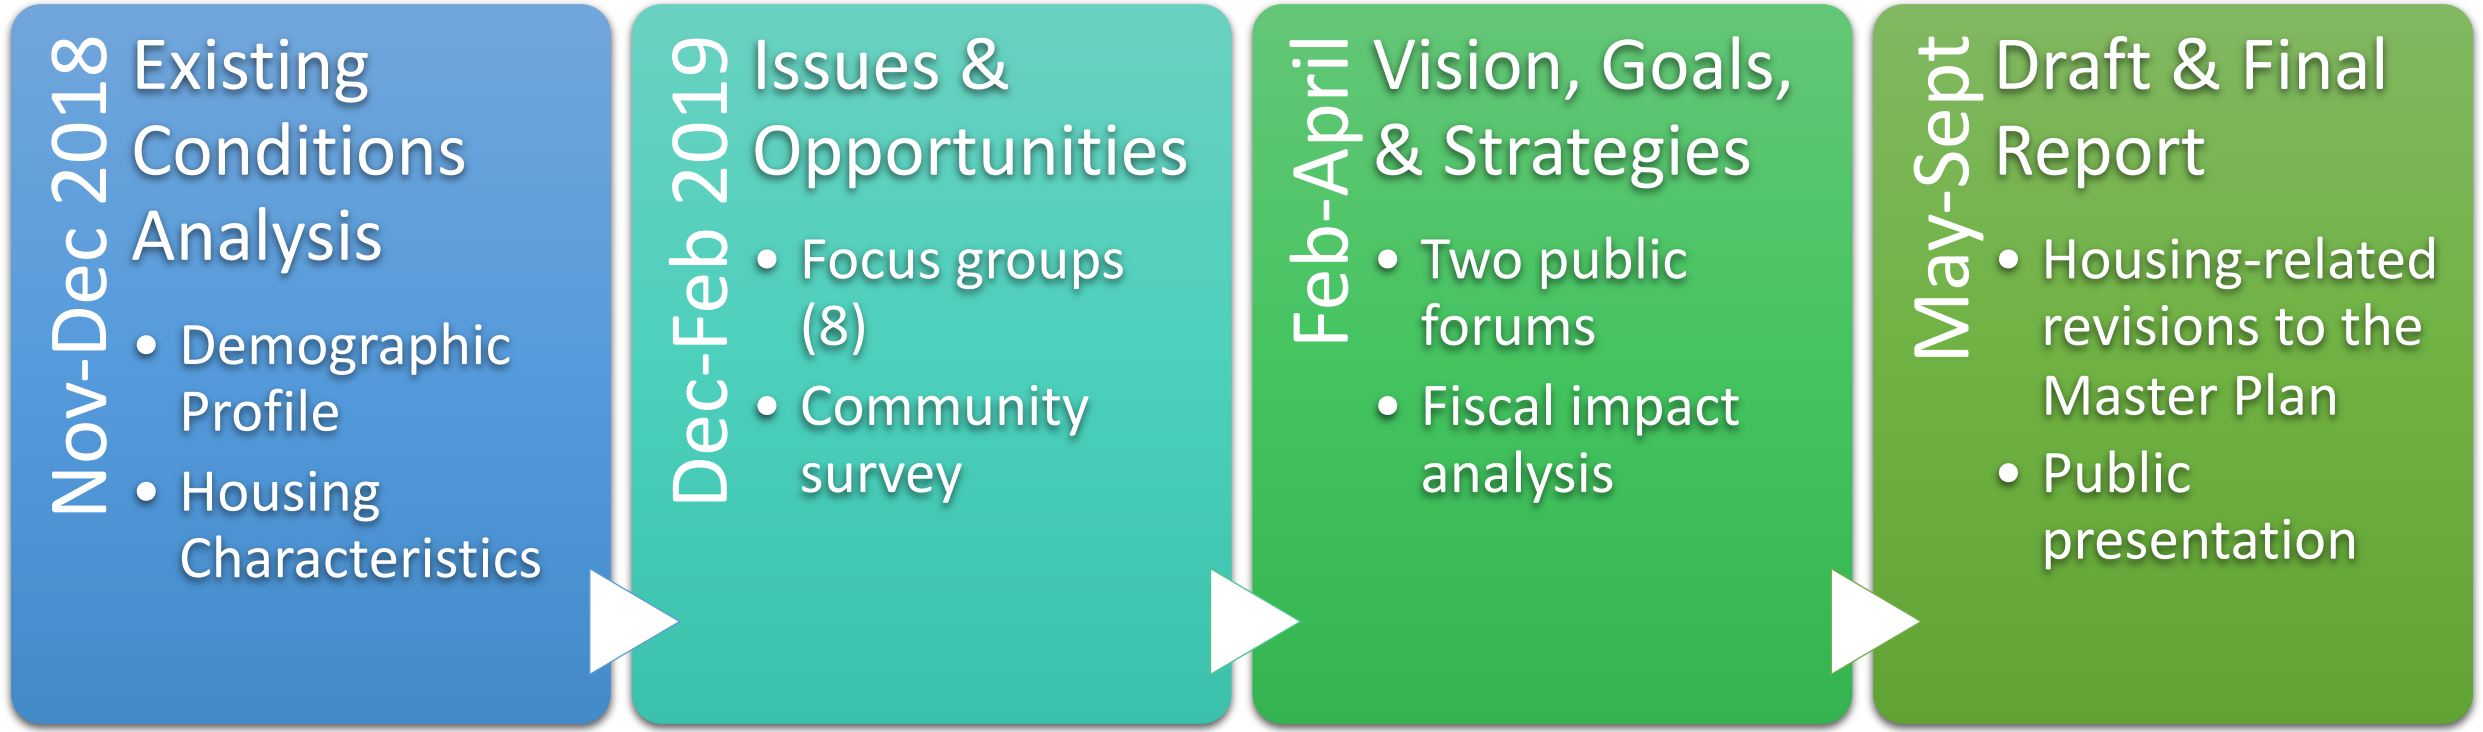 Nov-Dec 2018
Existing
Conditions
Analysis
• Demographic
Profile
• Housing
Characteristics
Dec-Feb 2019
Issues &
Opportunities
• Focus groups
(8)
• Community
survey
Feb-April
Vision, Goals,
& Strategies
• Two public
forums
• Fiscal impact
analysis
May-Sept
Draft & Final
Report
• Housing-related
revisions to the
Master Plan
• Public
presentation